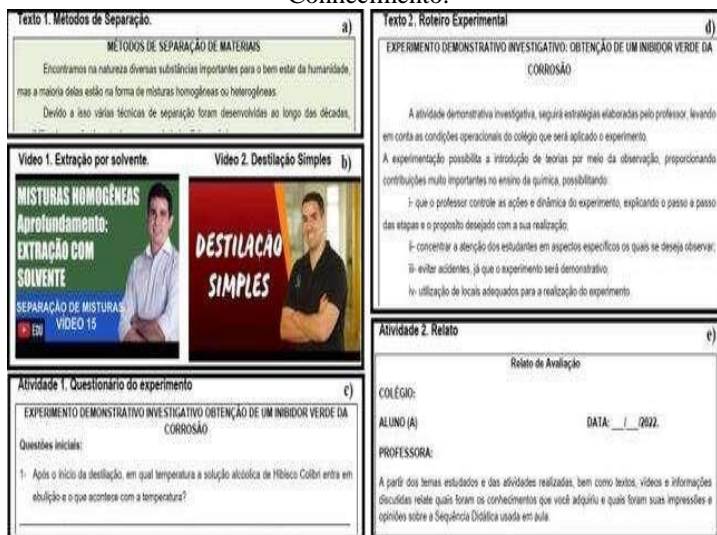 Conhecimento.
Texto 1. Métodos de Separação.
a)
MÉTODOS DE SEPARAÇÃO DE MATERIAIS
Encontramos na natureza diversas substâncias importantes para o bem estar da humanidade,
mas a maioria delas estão na forma de misturas homogêneas ou heterogêneas.
Devido a isso várias técnicas de separação foram desenvolvidas ao longo das décadas,
Vídeo 1. Extração por solvente.
Vídeo 2. Destilação Simples
b)
MISTURAS HOMOGÊNEAS
Aprofundamento:
EXTRAÇÃO COM
SOLVENTE
SEPARAÇÃO DE MISTURAS
VÍDEO 15
EDU
DESTILAÇÃO
SIMPLES
Atividade 1. Questionário do experimento
c)
EXPERIMENTO DEMONSTRATIVO INVESTIGATIVO OBTENÇÃO DE UM INIBIDOR VERDE DA
CORROSÃO
Questões iniciais:
1- Após o início da destilação, em qual temperatura a solução alcóolica de Hibisco Colibri entra em
ebulição e o que acontece com a temperatura?
Texto 2. Roteiro Experimental
d)
EXPERIMENTO DEMONSTRATIVO INVESTIGATIVO: OBTENÇÃO DE UM INIBIDOR VERDE DA
CORROSÃO
A atividade demonstrativa investigativa, seguirá estratégias elaboradas pelo professor, levando
em conta as condições operacionais do colégio que será aplicado o experimento.
A experimentação possibilita a introdução de teorias por meio da observação, proporcionando
contribuições muito importantes no ensino da química, possibilitando:
i- que o professor controle as ações e dinâmica do experimento, explicando o passo a passo
das etapas e o proposito desejado com a sua realização;
ii- concentrar a atenção dos estudantes em aspectos específicos os quais se deseja observar;
iii- evitar acidentes, já que o experimento será demonstrativo;
iv- utilização de locais adequados para a realização do experimento.
Atividade 2. Relato
e)
Relato de Avaliação
COLÉGIO:
ALUNO (A)
DATA: __/__/2022.
PROFESSORA:
A partir dos temas estudados e das atividades realizadas, bem como textos, vídeos e informações
discutidas relate quais foram os conhecimentos que você adquiriu e quais foram suas impressões e
opiniões sobre a Sequência Didática usada em aula.